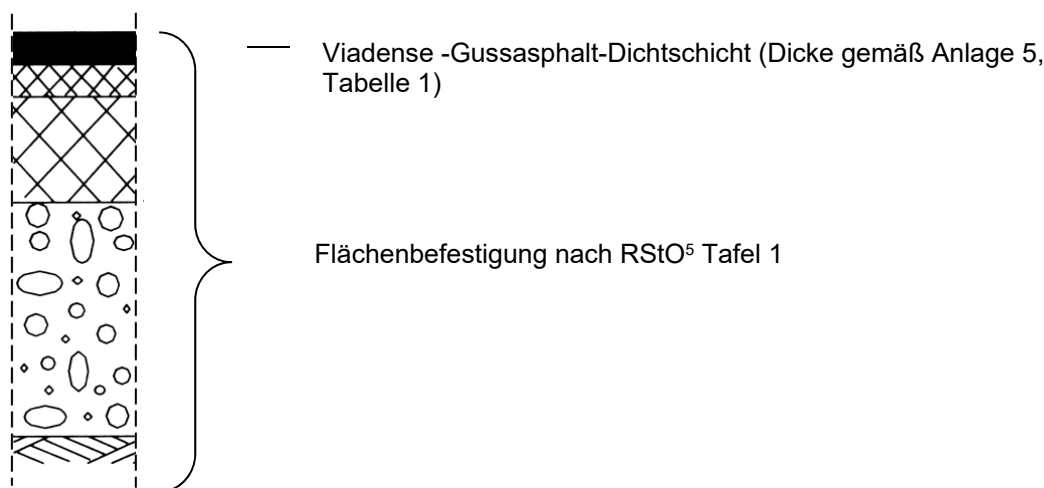 Viadense -Gussasphalt-Dichtschicht (Dicke gemäß Anlage 5,
Tabelle 1)
Flächenbefestigung nach RStO⁵ Tafel 1